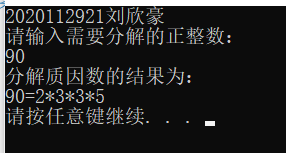 2020112921刘欣豪
请输入需要分解的正整数：
90
分解质因数的结果为：
90=2*3*3*5
请按任意键继续. . .